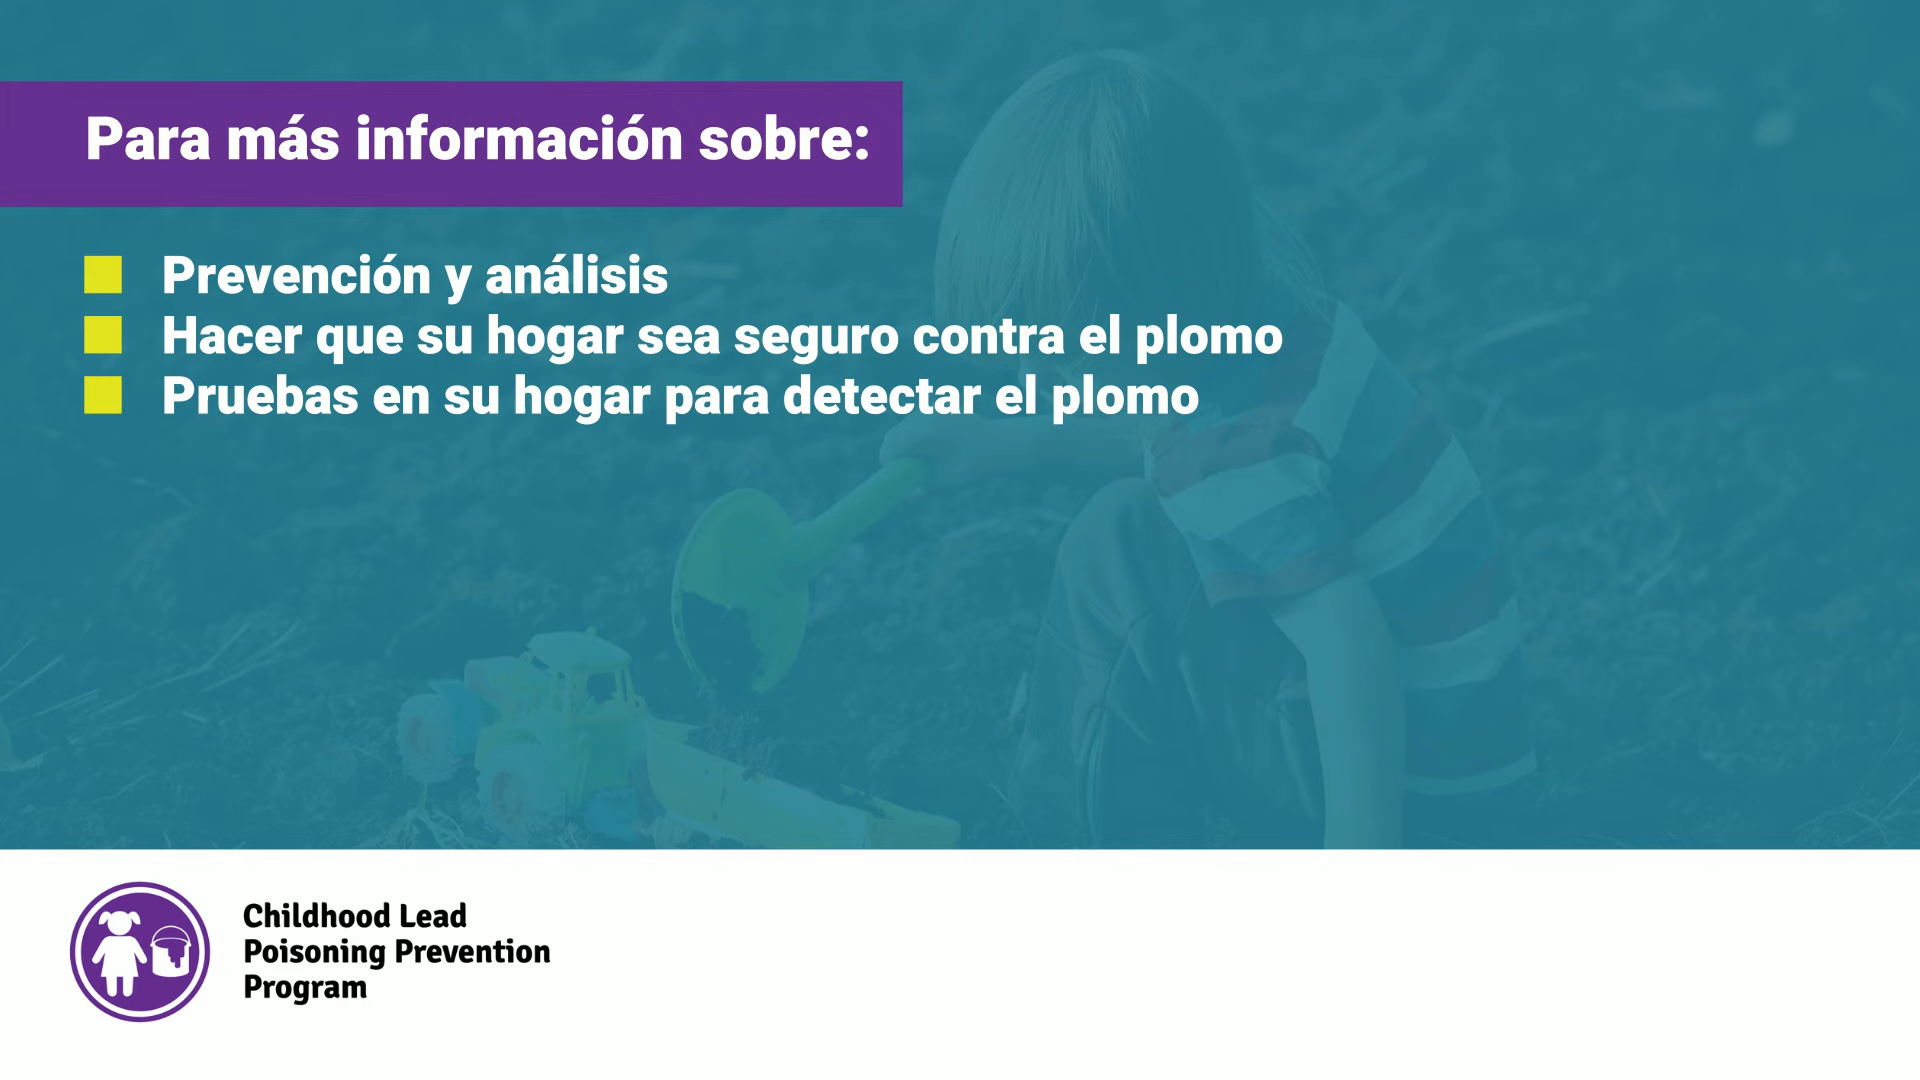 Para más información sobre:
Prevención y análisis
Hacer que su hogar sea seguro contra el plomo
Pruebas en su hogar para detectar el plomo
Childhood Lead
Poisoning Prevention
Program